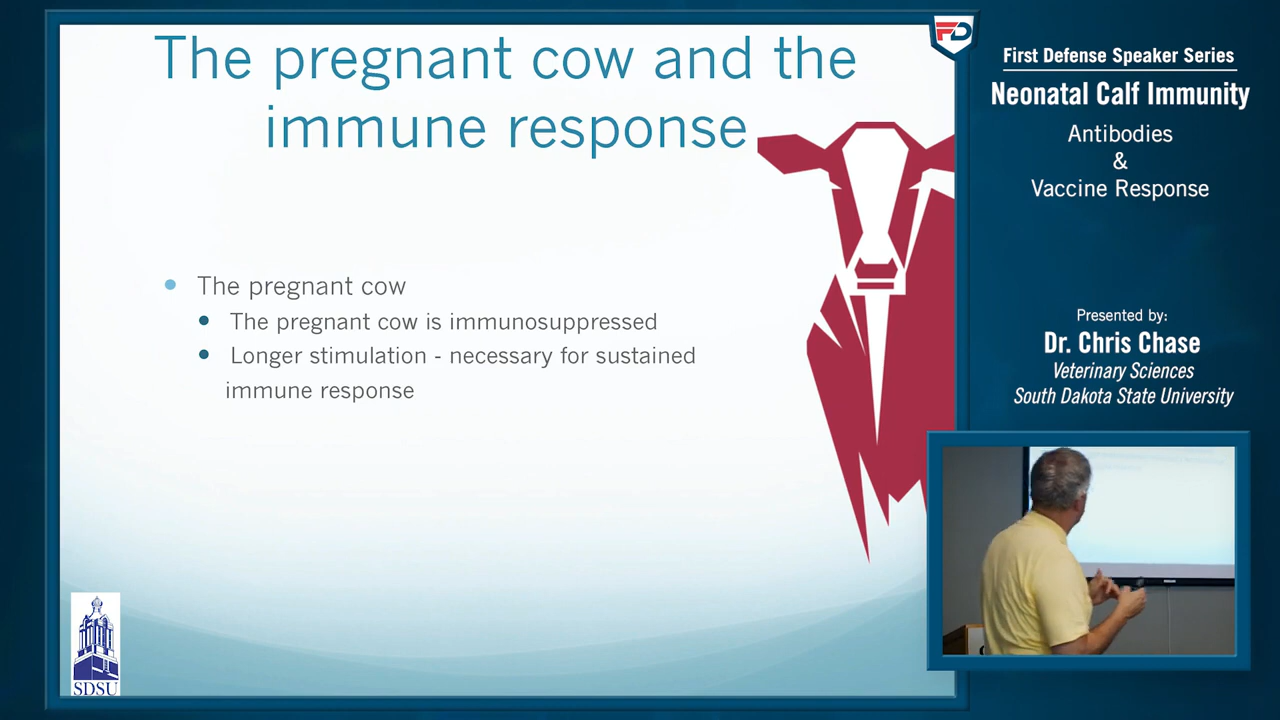 The pregnant cow and the
immune response
The pregnant cow
The pregnant cow is immunosuppressed
Longer stimulation - necessary for sustained
immune response
SDSU
FD
First Defense Speaker Series
Neonatal Calf Immunity
Antibodies
&
Vaccine Response
Presented by:
Dr. Chris Chase
Veterinary Sciences
South Dakota State University